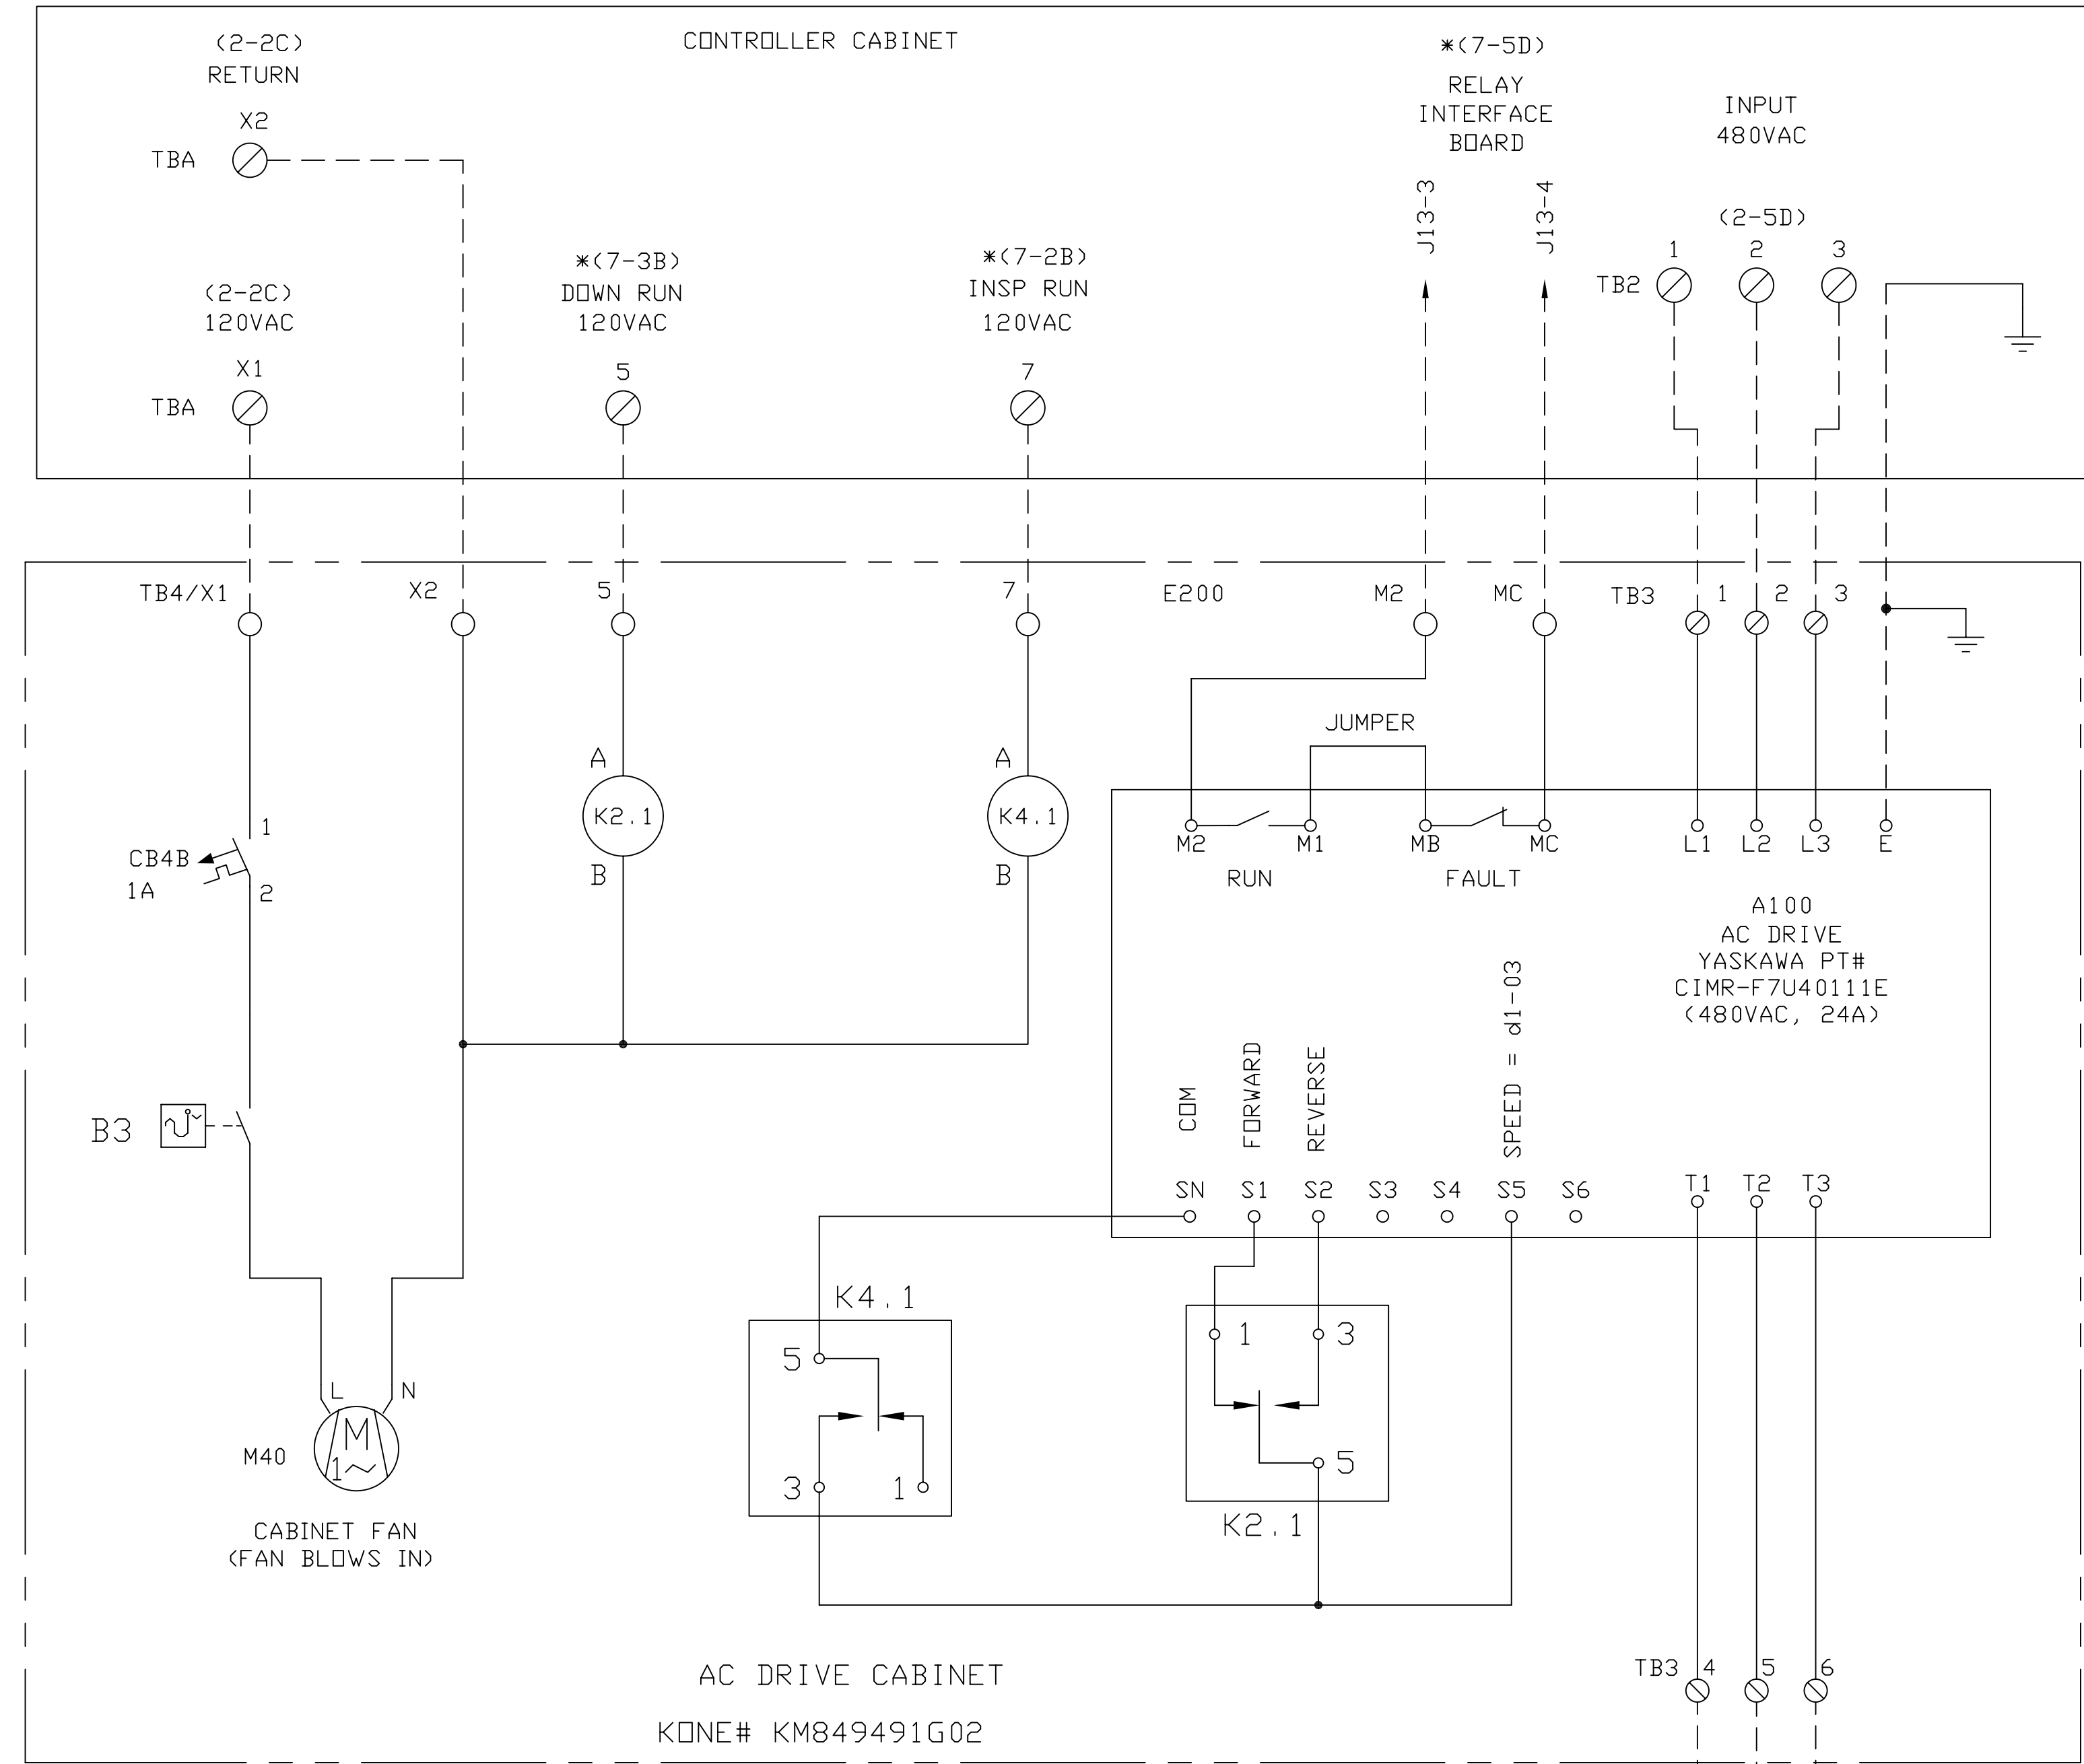 CONTROLLER CABINET
(2-2C)
RETURN
X2
TBA
*(7-5D)
RELAY
INTERFACE
BOARD
J13-3
J13-4
INPUT
480VAC
(2-5D)
1 2 3
TB2
(2-2C)
120VAC
X1
TBA
*(7-3B)
DOWN RUN
120VAC
5
*(7-2B)
INSP RUN
120VAC
7
TB4/X1
X2
5
7
E200
M2
MC
TB3
1 2 3
JUMPER
A
K2.1
B
A
K4.1
B
1
CB4B
1A
2
M2
M1
MB
MC
L1
L2
L3
E
RUN
FAULT
A100
AC DRIVE
YASKAWA PT#
CIMR-F7U40111E
(480VAC, 24A)
COM
FORWARD
REVERSE
SPEED = d1-03
SN S1 S2 S3 S4 S5 S6
T1 T2 T3
B3
K4.1
5
3
1
1
3
5
K2.1
L
N
M
1~
M40
CABINET FAN
(FAN BLOWS IN)
AC DRIVE CABINET
KONE# KM849491G02
TB3 4 5 6